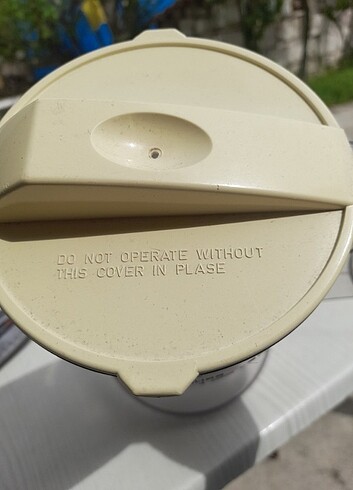 DO NOT OPERATE WITHOUT
THIS COVER IN PLASE